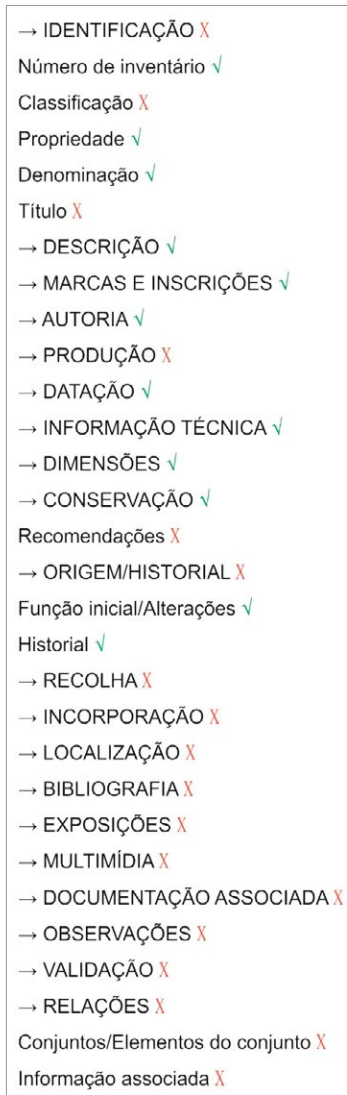 → IDENTIFICAÇÃO X
Número de inventário √
Classificação X
Propriedade √
Denominação √
Título X
→ DESCRIÇÃO √
→ MARCAS E INSCRIÇÕES √
→ AUTORIA √
→ PRODUÇÃO X
→ DATAÇÃO √
→ INFORMAÇÃO TÉCNICA √
→ DIMENSÕES √
→ CONSERVAÇÃO √
Recomendações X
→ ORIGEM/HISTORIAL X
Função inicial/Alterações √
Historial √
→ RECOLHA X
→ INCORPORAÇÃO X
→ LOCALIZAÇÃO X
→ BIBLIOGRAFIA X
→ EXPOSIÇÕES X
→ MULTIMÍDIA X
→ DOCUMENTAÇÃO ASSOCIADA X
→ OBSERVAÇÕES X
→ VALIDAÇÃO X
→ RELAÇÕES X
Conjuntos/Elementos do conjunto X
Informação associada X